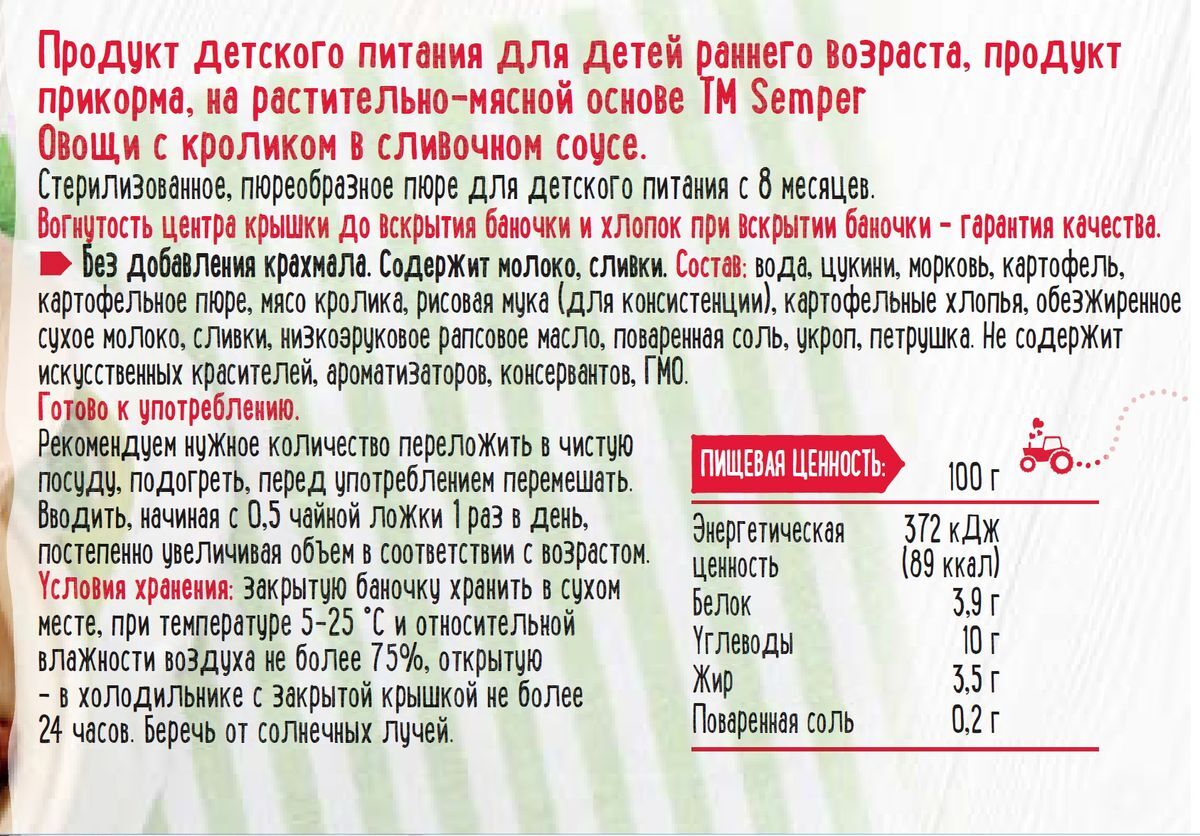 Продукт детского питания для детей раннего возраста, продукт
прикорма, на растительно-мясной основе ТМ Semper
Овощи с кроликом в сливочном соусе.
Стерилизованное, пюреобразное пюре для детского питания с 8 месяцев.
Вогнутость центра крышки до вскрытия баночки и хлопок при вскрытии баночки - гарантия качества.
Без добавления крахмала. Содержит молоко, сливки. Состав: вода, цукини, морковь, картофель,
картофельное пюре, мясо кролика, рисовая мука (для консистенции), картофельные хлопья, обезжиренное
сухое молоко, сливки, низкоэруковое рапсовое масло, поваренная соль, укроп, петрушка. Не содержит
искусственных красителей, ароматизаторов, консервантов, ГМО.
Готово к употреблению.
Рекомендуем нужное количество переложить в чистую
посуду, подогреть, перед употреблением перемешать.
Вводить, начиная с 0,5 чайной ложки 1 раз в день,
постепенно увеличивая объем в соответствии с возрастом.
Условия хранения: закрытую баночку хранить в сухом
месте, при температуре 5-25 °С и относительной
влажности воздуха не более 75%, открытую
- в холодильнике с закрытой крышкой не более
24 часов. Беречь от солнечных лучей.
ПИЩЕВАЯ ЦЕННОСТЬ: 100 г
Энергетическая 372 кДж
ценность (89 ккал)
Белок 3,9 г
Углеводы 10 г
Жир 3,5 г
Поваренная соль 0,2 г